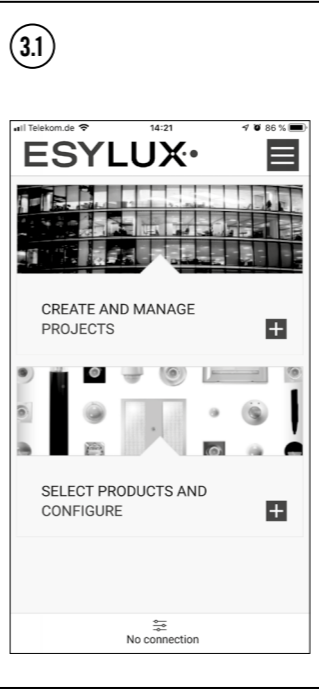 3.1
Telekom.de 14:21 86 %
ESYLUX
CREATE AND MANAGE
PROJECTS
SELECT PRODUCTS AND
CONFIGURE
No connection